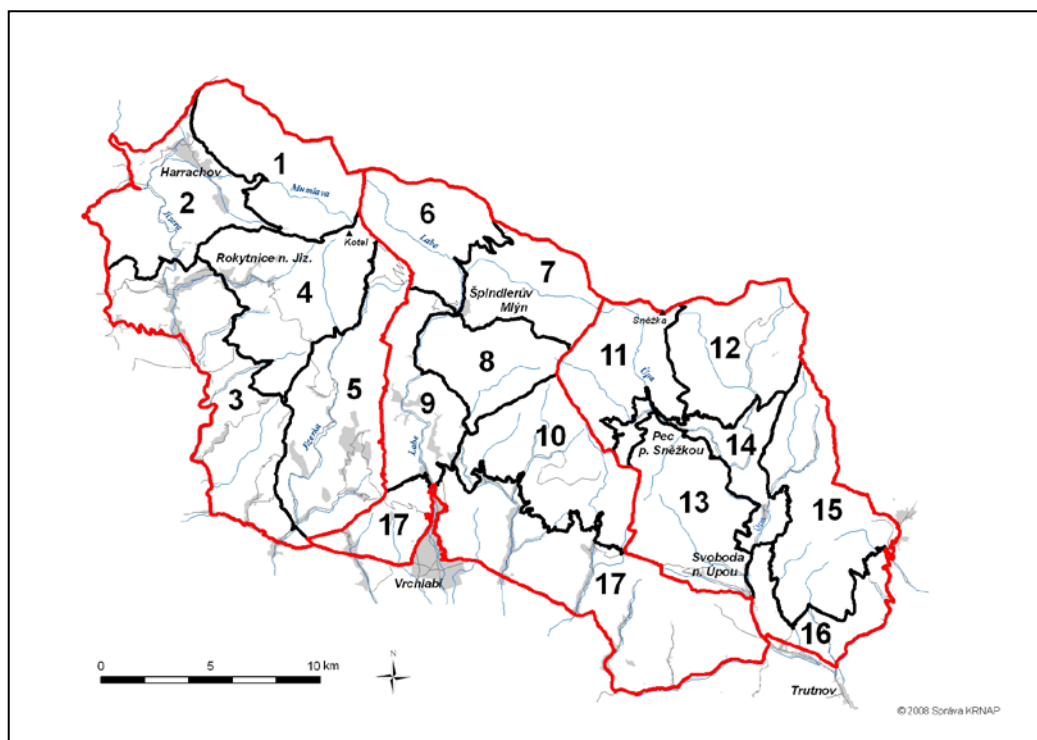 1
Harrachov
Mumlava
2
Jizera
6
Labe
Kotel
Rokytnice n. Jiz.
7
4
Špindlerův
Mlýn
Sněžka
12
11
8
Úpa
3
5
9
10
14
Pec
p. Sněžkou
Jizerka
Labe
13
15
17
Úpa
Svoboda
n. Úpou
Vrchlabí
17
16
0 5 10 km
N
Trutnov
© 2008 Správa KRNAP